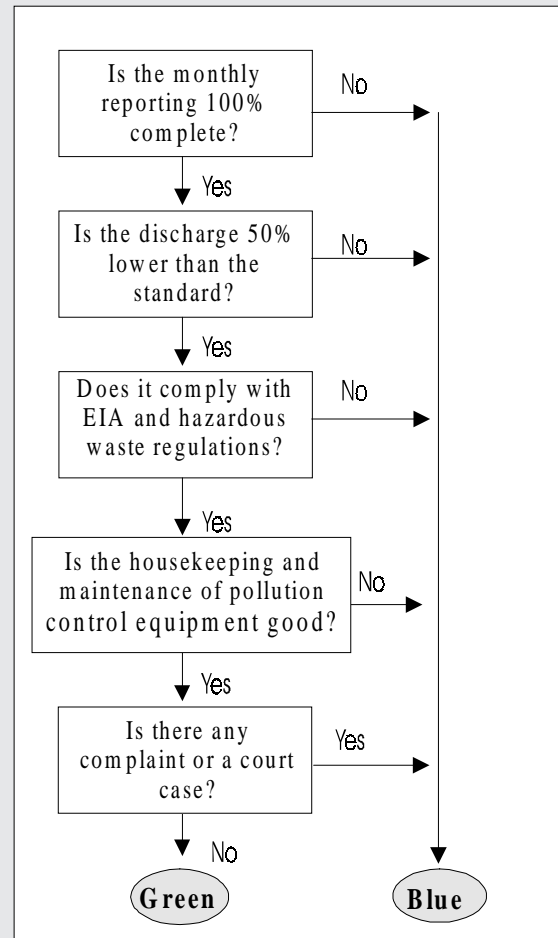 Is the monthly
reporting 100%
complete?
No
Yes
Is the discharge 50%
lower than the
standard?
No
Yes
Does it comply with
EIA and hazardous
waste regulations?
No
Yes
Is the housekeeping and
maintenance of pollution
control equipment good?
No
Yes
Is there any
complaint or a court
case?
Yes
No
Green
Blue